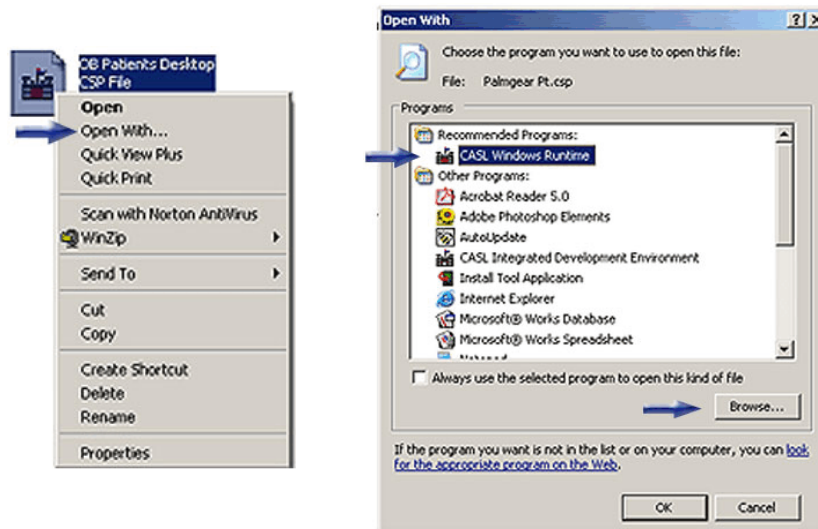 OB Patients Desktop
CSP File
Open
Open With...
Quick View Plus
Quick Print
Scan with Norton AntiVirus
WinZip
Send To
Cut
Copy
Create Shortcut
Delete
Rename
Properties
Open With
Choose the program you want to use to open this file:
File: Palmgear Pt.csp
Programs
Recommended Programs:
CASL Windows Runtime
Other Programs:
Acrobat Reader 5.0
Adobe Photoshop Elements
AutoUpdate
CASL Integrated Development Environment
Install Tool Application
Internet Explorer
Microsoft® Works Database
Microsoft® Works Spreadsheet
Always use the selected program to open this kind of file
Browse...
If the program you want is not in the list or on your computer, you can look
for the appropriate program on the Web.
OK
Cancel